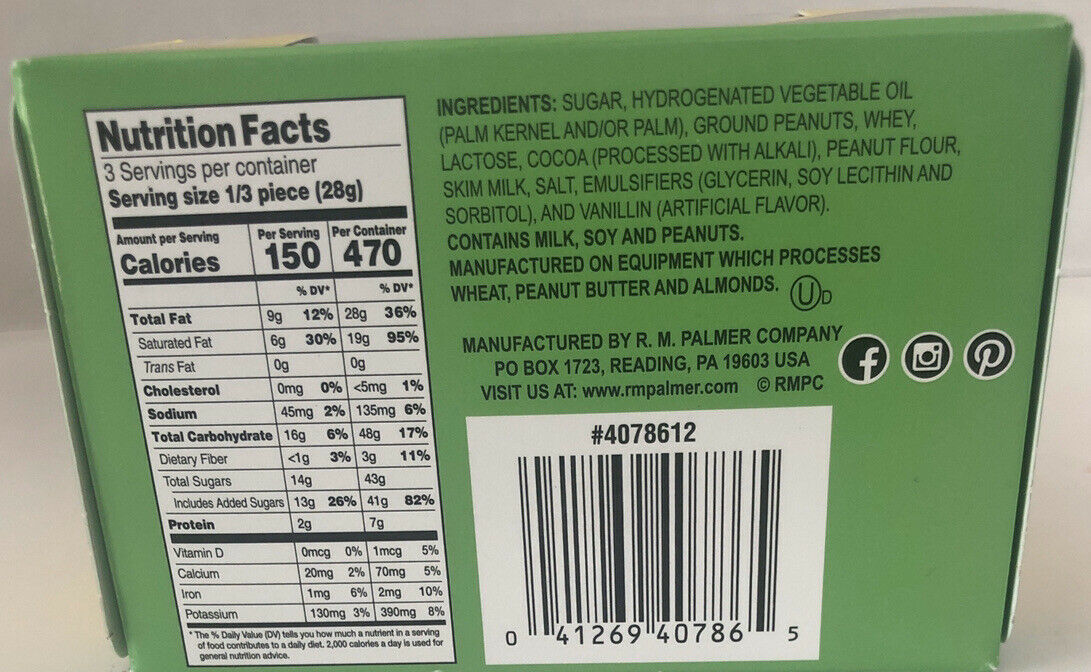 Nutrition Facts
3 Servings per container
Serving size 1/3 piece (28g)
Amount per Serving Per Serving Per Container
Calories 150 470
% DV* % DV*
Total Fat 9g 12% 28g 36%
Saturated Fat 6g 30% 19g 95%
Trans Fat 0g 0g
Cholesterol 0mg 0% <5mg 1%
Sodium 45mg 2% 135mg 6%
Total Carbohydrate 16g 6% 48g 17%
Dietary Fiber <1g 3% 3g 11%
Total Sugars 14g 43g
Includes Added Sugars 13g 26% 41g 82%
Protein 2g 7g
Vitamin D 0mcg 0% 1mcg 5%
Calcium 20mg 2% 70mg 5%
Iron 1mg 6% 2mg 10%
Potassium 130mg 3% 390mg 8%
* The % Daily Value (DV) tells you how much a nutrient in a serving
of food contributes to a daily diet. 2,000 calories a day is used for
general nutrition advice.
INGREDIENTS: SUGAR, HYDROGENATED VEGETABLE OIL
(PALM KERNEL AND/OR PALM), GROUND PEANUTS, WHEY,
LACTOSE, COCOA (PROCESSED WITH ALKALI), PEANUT FLOUR,
SKIM MILK, SALT, EMULSIFIERS (GLYCERIN, SOY LECITHIN AND
SORBITOL), AND VANILLIN (ARTIFICIAL FLAVOR).
CONTAINS MILK, SOY AND PEANUTS.
MANUFACTURED ON EQUIPMENT WHICH PROCESSES
WHEAT, PEANUT BUTTER AND ALMONDS. U D
MANUFACTURED BY R. M. PALMER COMPANY
PO BOX 1723, READING, PA 19603 USA
VISIT US AT: www.rmpalmer.com © RMPC
#4078612
0 41269 40786 5